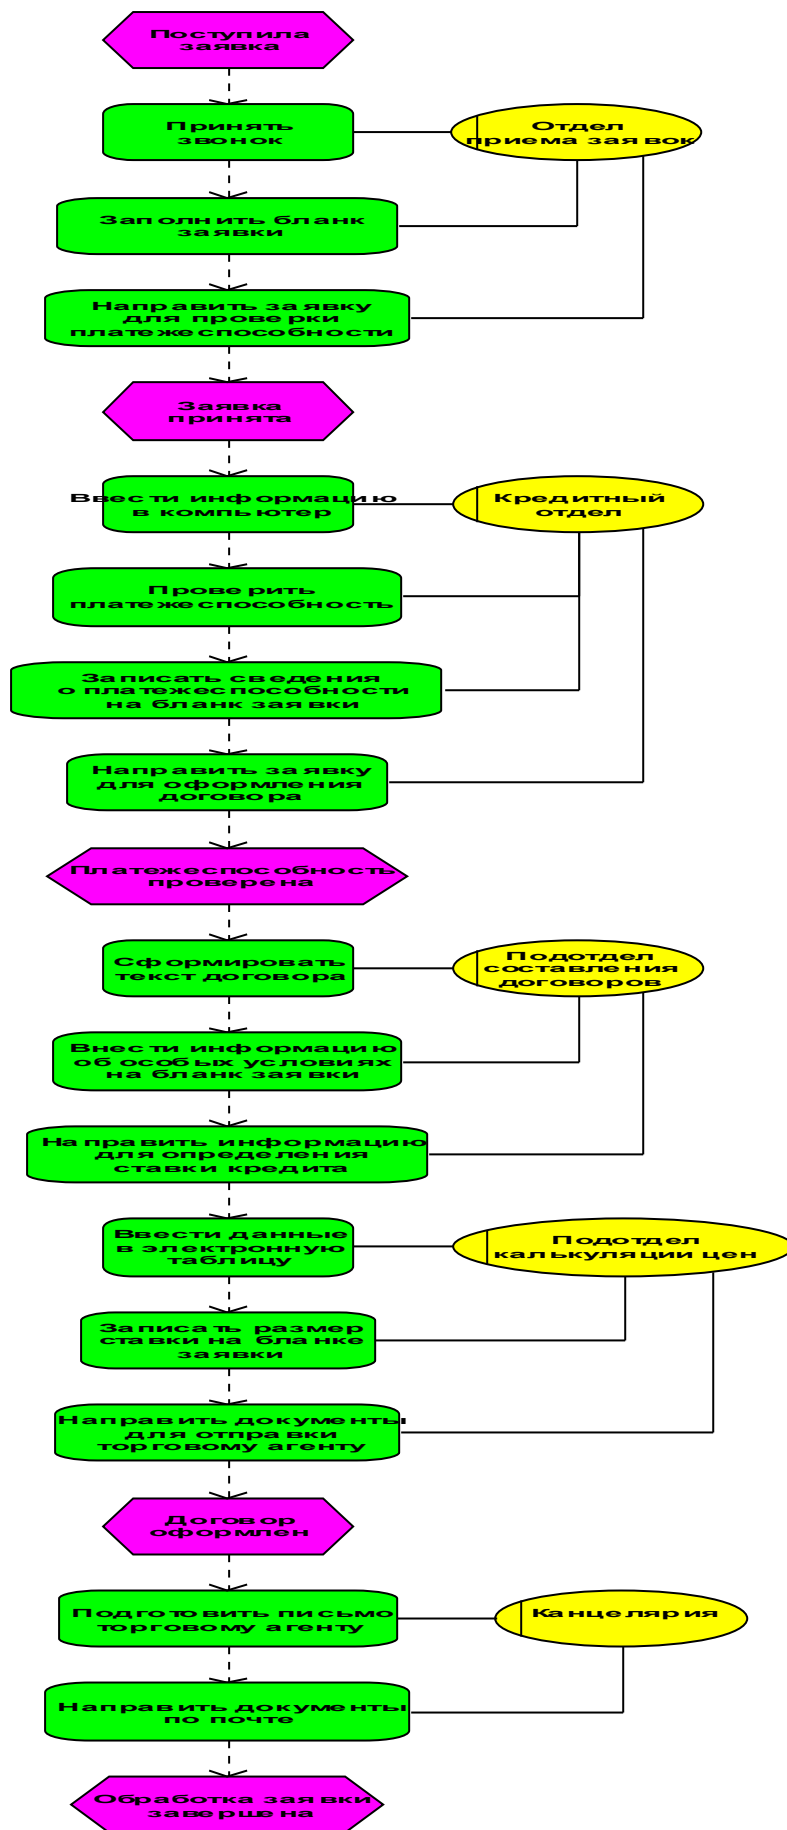 Поступила
заявка
Принять
звонок
Отдел
приема заявок
Заполнить бланк
заявки
Направить заявку
для проверки
платежеспособности
Заявка
принята
Ввести информацию
в компьютер
Кредитный
отдел
Проверить
платежеспособность
Записать сведения
о платежеспособности
на бланк заявки
Направить заявку
для оформления
договора
Платежеспособность
проверена
Сформировать
текст договора
Подотдел
составления
договоров
Внести информацию
об особых условиях
на бланк заявки
Направить информацию
для определения
ставки кредита
Ввести данные
в электронную
таблицу
Подотдел
калькуляции цен
Записать размер
ставки на бланке
заявки
Направить документы
для отправки
торговому агенту
Договор
оформлен
Подготовить письмо
торговому агенту
Канцелярия
Направить документы
по почте
Обработка заявки
завершена